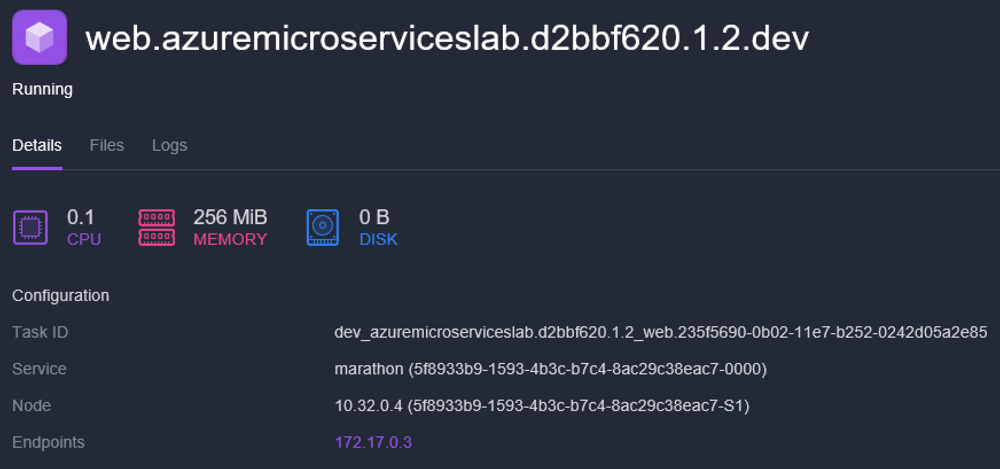 web.azuremicroserviceslab.d2bbf620.1.2.dev
Running
Details Files Logs
0.1 256 MiB 0 B
CPU MEMORY DISK
Configuration
Task ID dev_azuremicroserviceslab.d2bbf620.1.2_web.235f5690-0b02-11e7-b252-0242d05a2e85
Service marathon (5f8933b9-1593-4b3c-b7c4-8ac29c38eac7-0000)
Node 10.32.0.4 (5f8933b9-1593-4b3c-b7c4-8ac29c38eac7-S1)
Endpoints 172.17.0.3